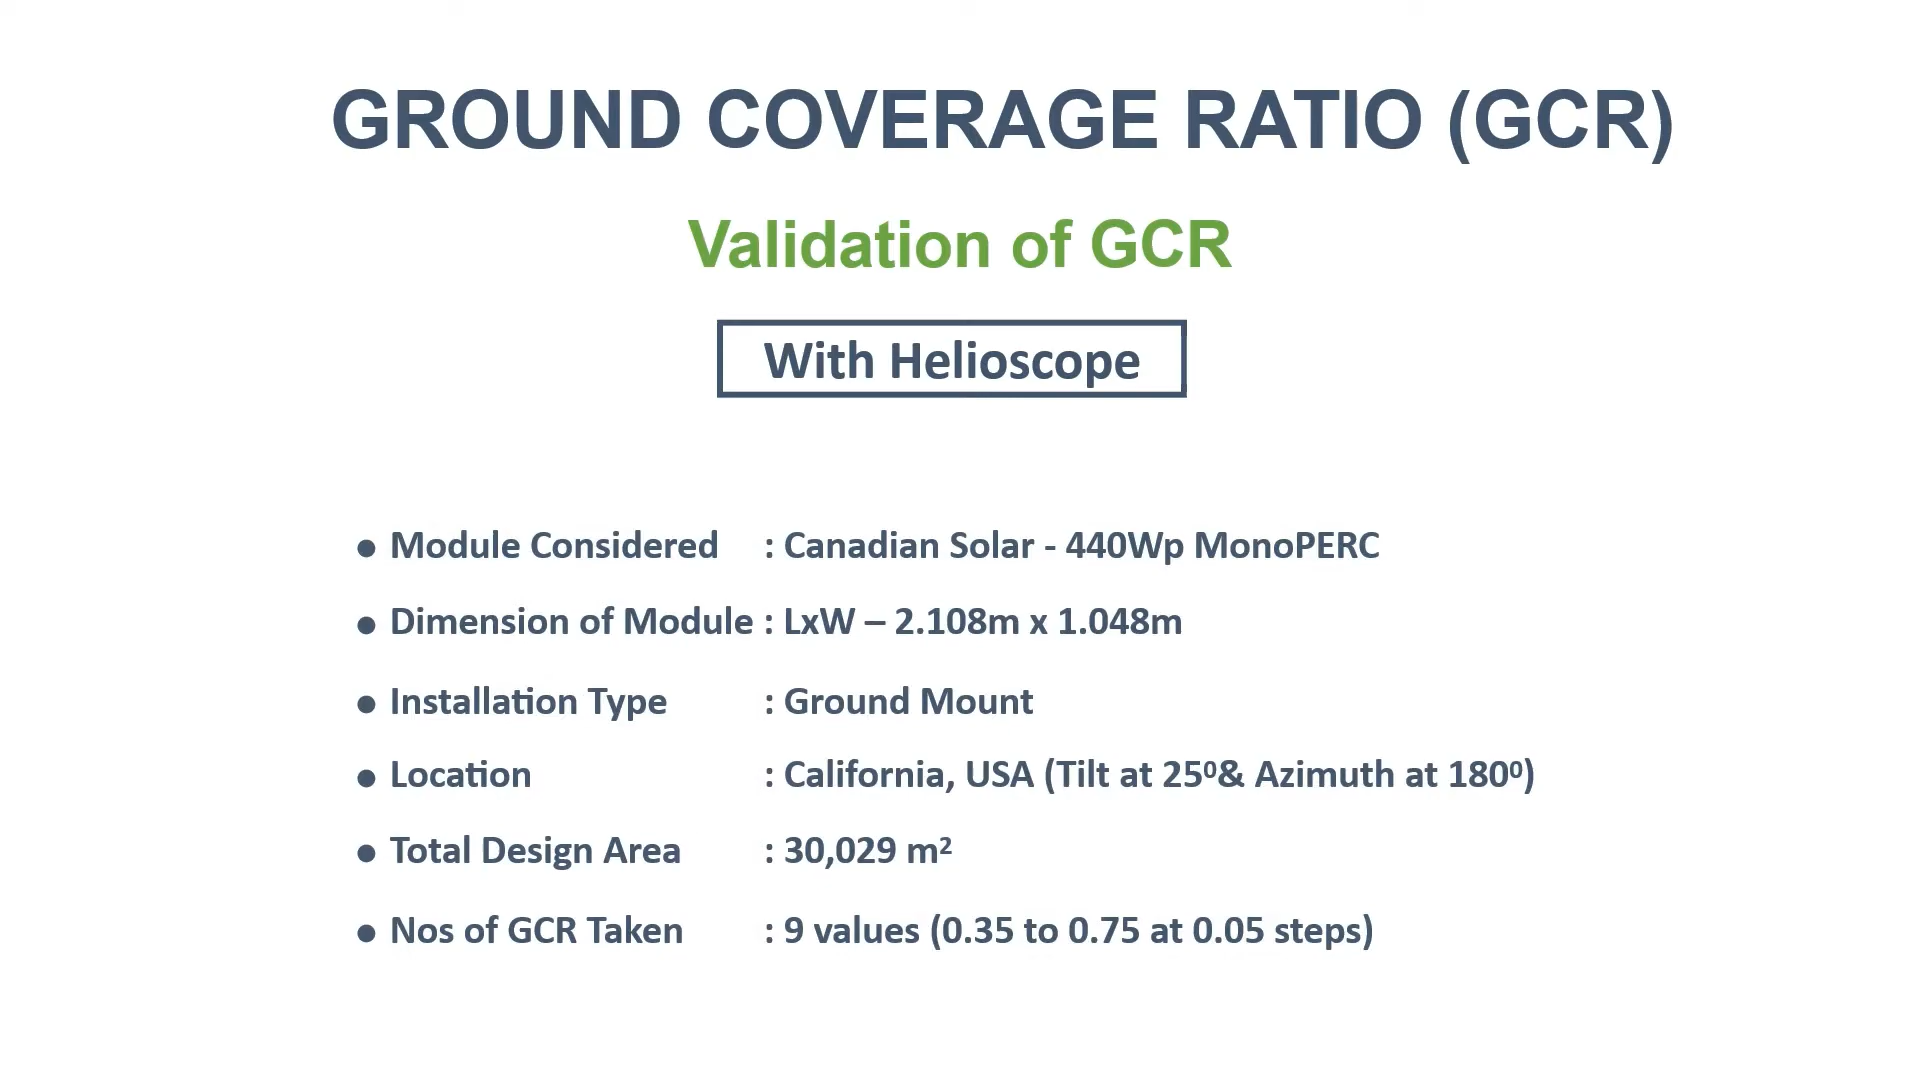 GROUND COVERAGE RATIO (GCR)
Validation of GCR
With Helioscope
● Module Considered : Canadian Solar - 440Wp MonoPERC
● Dimension of Module : LxW – 2.108m x 1.048m
● Installation Type : Ground Mount
● Location : California, USA (Tilt at 25⁰& Azimuth at 180⁰)
● Total Design Area : 30,029 m²
● Nos of GCR Taken : 9 values (0.35 to 0.75 at 0.05 steps)